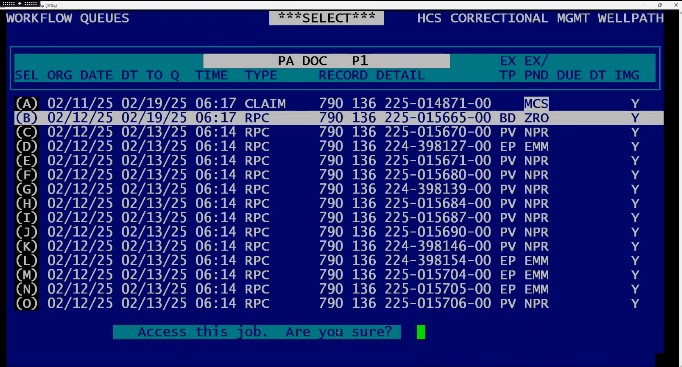 WORKFLOW QUEUES ***SELECT*** HCS CORRECTIONAL MGMT WELLPATH
PA DOC P1 EX EX/
SEL ORG DATE DT TO Q TIME TYPE RECORD DETAIL TP PND DUE DT IMG
(A) 02/11/25 02/19/25 06:17 CLAIM 790 136 225-014871-00 MCS Y
(B) 02/12/25 02/19/25 06:17 RPC 790 136 225-015665-00 BD ZRO Y
(C) 02/12/25 02/13/25 06:14 RPC 790 136 225-015670-00 PV NPR Y
(D) 02/12/25 02/13/25 06:14 RPC 790 136 224-398127-00 EP EMM Y
(E) 02/12/25 02/13/25 06:14 RPC 790 136 225-015671-00 PV NPR Y
(F) 02/12/25 02/13/25 06:14 RPC 790 136 225-015680-00 PV NPR Y
(G) 02/12/25 02/13/25 06:14 RPC 790 136 224-398139-00 PV NPR Y
(H) 02/12/25 02/13/25 06:14 RPC 790 136 225-015684-00 PV NPR Y
(I) 02/12/25 02/13/25 06:14 RPC 790 136 225-015687-00 PV NPR Y
(J) 02/12/25 02/13/25 06:14 RPC 790 136 225-015690-00 PV NPR Y
(K) 02/12/25 02/13/25 06:14 RPC 790 136 224-398146-00 PV NPR Y
(L) 02/12/25 02/13/25 06:14 RPC 790 136 224-398154-00 EP EMM Y
(M) 02/12/25 02/13/25 06:14 RPC 790 136 225-015704-00 EP EMM Y
(N) 02/12/25 02/13/25 06:14 RPC 790 136 225-015705-00 EP EMM Y
(O) 02/12/25 02/13/25 06:14 RPC 790 136 225-015706-00 PV NPR Y
Access this job. Are you sure?